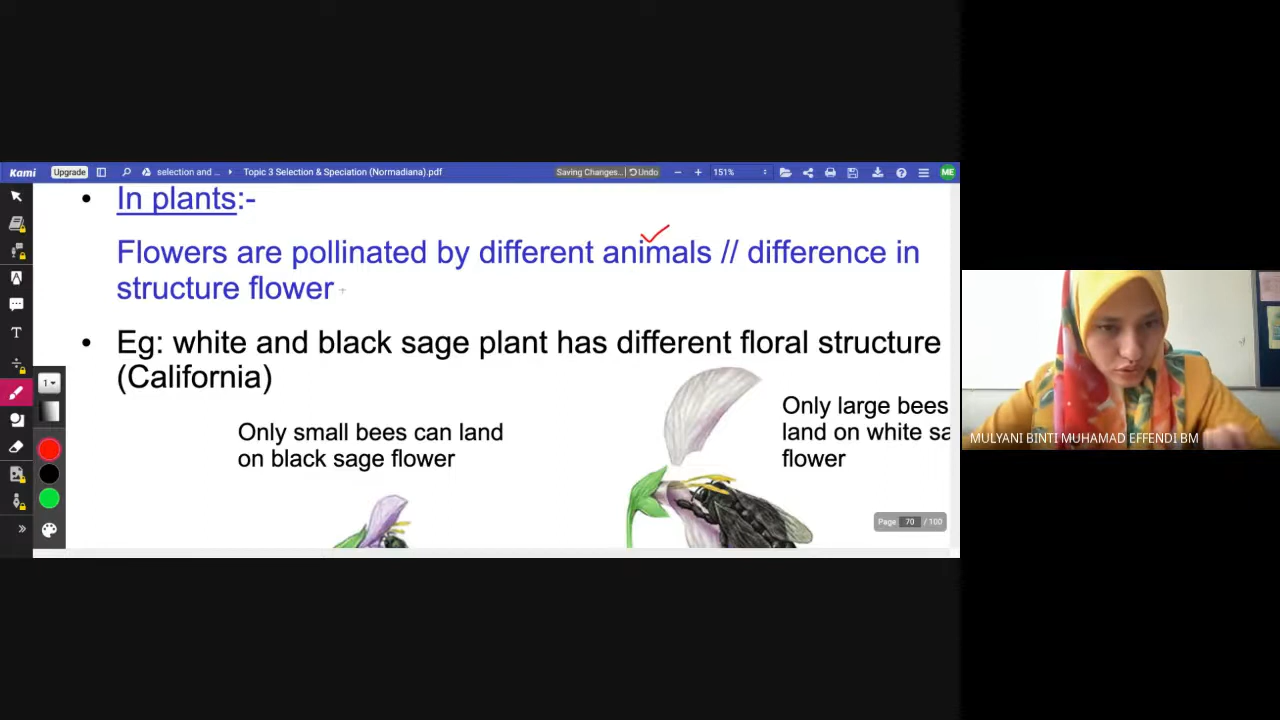 Kami
Upgrade
selection and ...
Topic 3 Selection & Speciation (Normadiana).pdf
Saving Changes...
Undo
151%
ME
• In plants:-
Flowers are pollinated by different animals // difference in
structure flower
• Eg: white and black sage plant has different floral structure
(California)
Only small bees can land
on black sage flower
Only large bees
land on white sa
flower
Page 70 / 100
1
MULYANI BINTI MUHAMAD EFFENDI BM